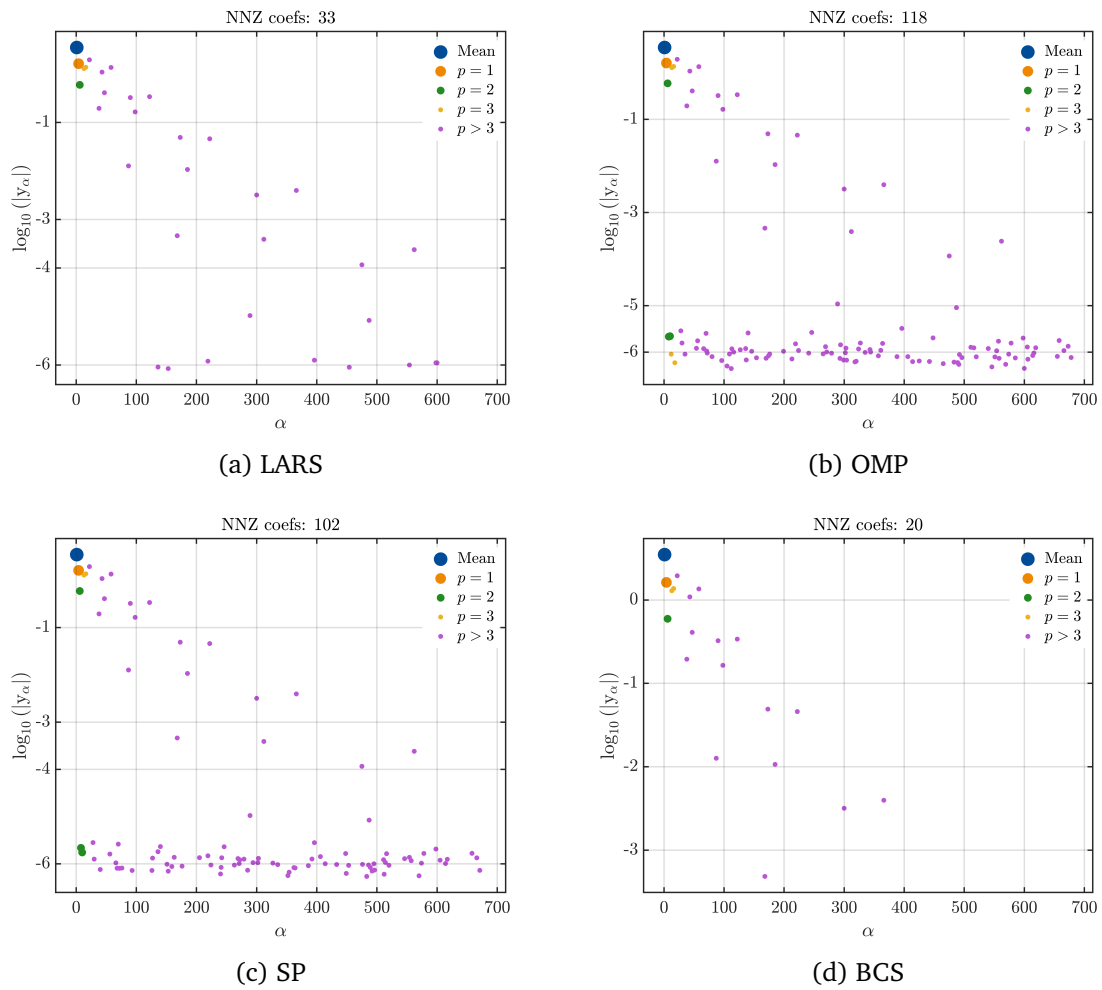 NNZ coefs: 33
Mean
p = 1
p = 2
p = 3
p > 3
log₁₀(|yα|)
-1
-3
-4
-6
0 100 200 300 400 500 600 700
α
(a) LARS
NNZ coefs: 118
Mean
p = 1
p = 2
p = 3
p > 3
log₁₀(|yα|)
-1
-3
-5
-6
0 100 200 300 400 500 600 700
α
(b) OMP
NNZ coefs: 102
Mean
p = 1
p = 2
p = 3
p > 3
log₁₀(|yα|)
-1
-3
-4
-6
0 100 200 300 400 500 600 700
α
(c) SP
NNZ coefs: 20
Mean
p = 1
p = 2
p = 3
p > 3
log₁₀(|yα|)
0
-1
-2
-3
0 100 200 300 400 500 600 700
α
(d) BCS